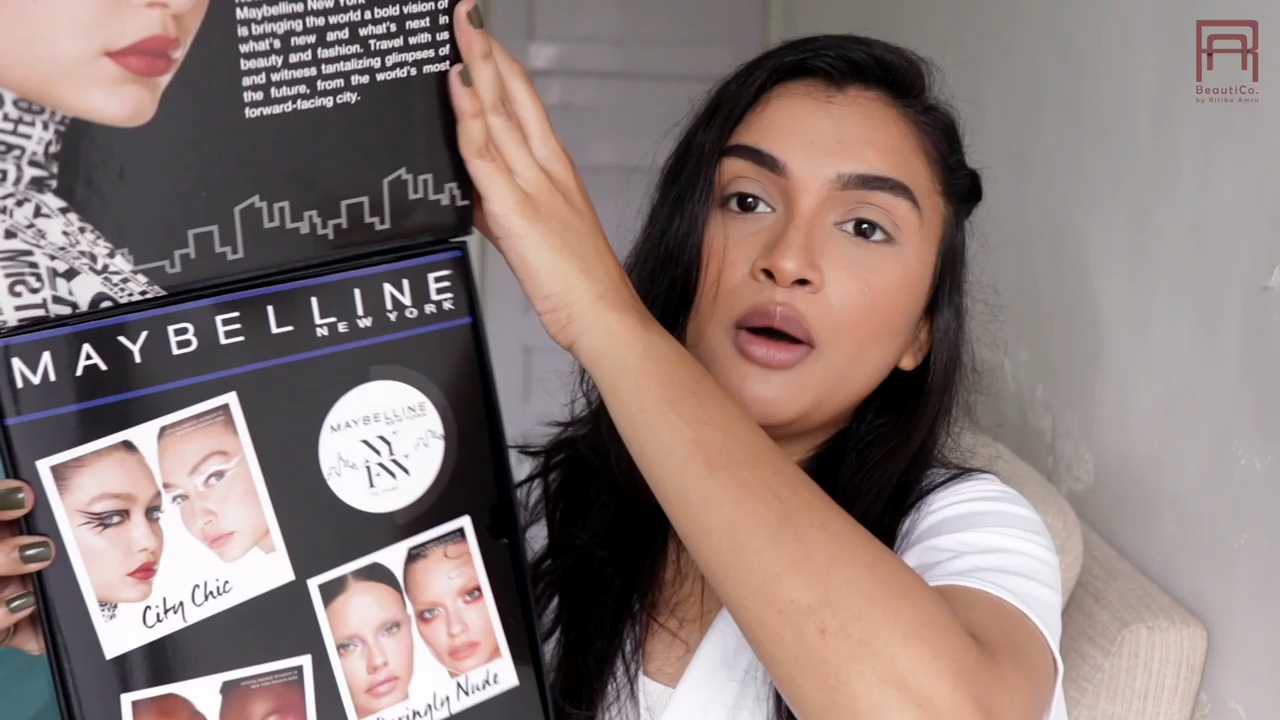 Maybelline New York
is bringing the world a bold vision of
what's new and what's next in
beauty and fashion. Travel with us
and witness tantalizing glimpses of
the future, from the world's most
forward-facing city.
BeautiCo.
by Ritika Amru
MAYBELLINE
NEW YORK
MAYBELLINE
NEW YORK
NY
FW
City Chic
Daringly Nude